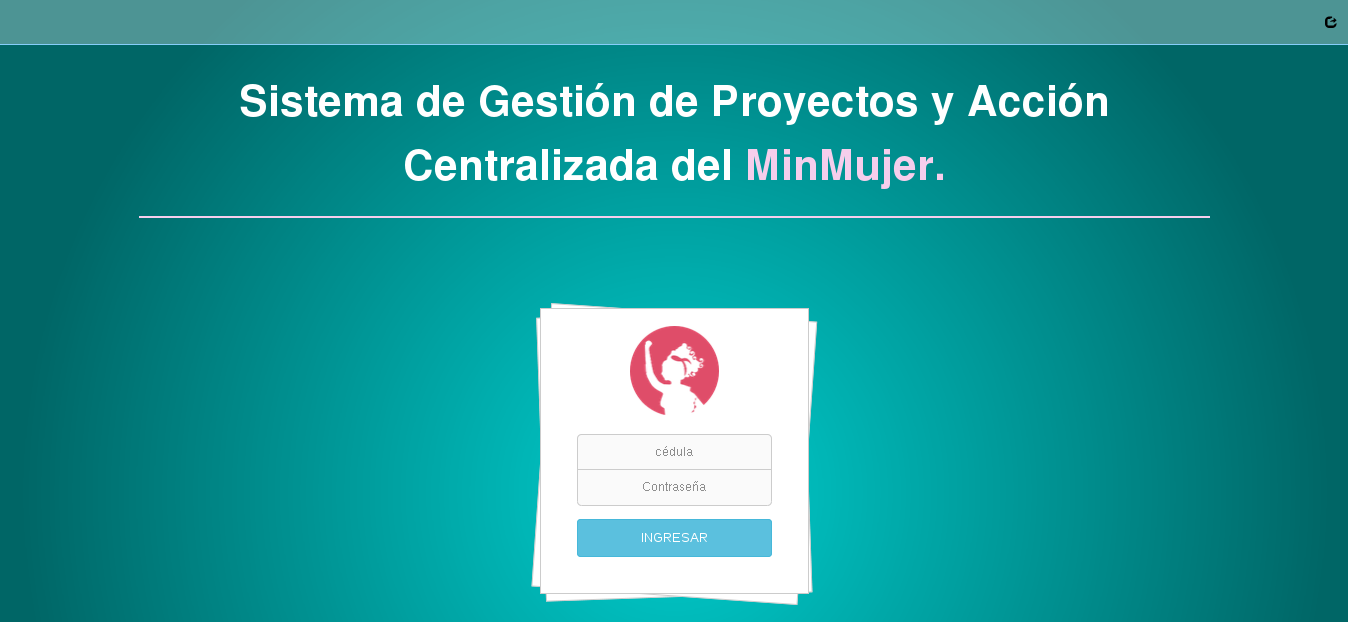 Sistema de Gestión de Proyectos y Acción
Centralizada del MinMujer.
cédula
Contraseña
INGRESAR